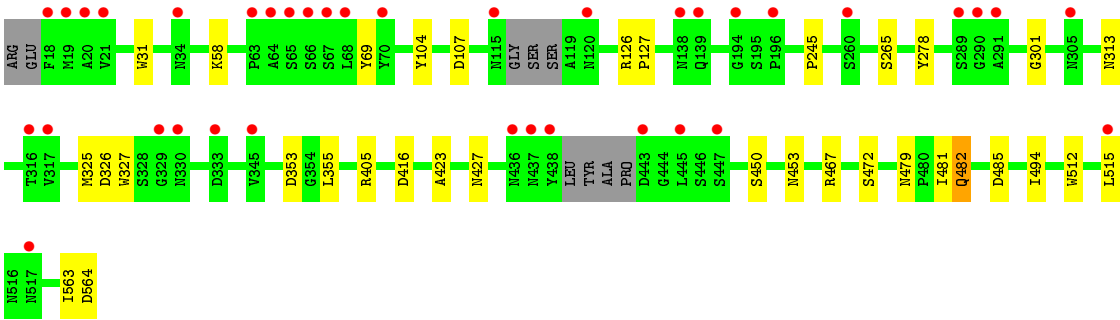 ARG GLU F18 M19 A20 V21 W31 N34 K58 P63 A64 S65 S66 S67 L68 Y69 Y70 Y104 D107 N115 GLY SER SER A119 N120 R126 P127 N138 Q139 G194 S195 P196 P245 S260 S265 Y278 S289 G290 A291 G301 N305 N313
T316 V317 M325 D326 W327 S328 G329 N330 D333 V345 D353 G354 L355 R405 D416 A423 N427 N436 N437 Y438 LEU TYR ALA PRO D443 G444 L445 S446 S447 S450 N453 R467 S472 N479 P480 I481 Q482 D485 I494 W512 L515
N516 N517 I563 D564